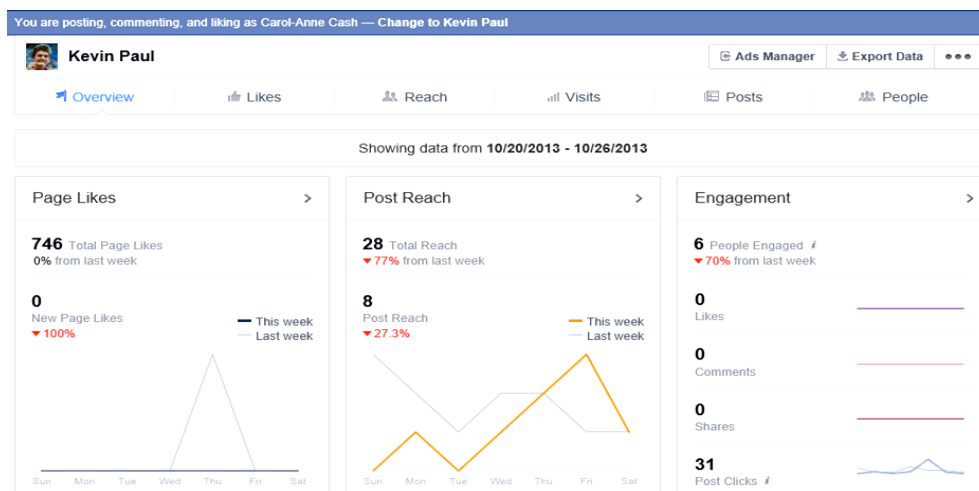 You are posting, commenting, and liking as Carol-Anne Cash — Change to Kevin Paul
Kevin Paul
Ads Manager Export Data
Overview Likes Reach Visits Posts People
Showing data from 10/20/2013 - 10/26/2013
Page Likes
746 Total Page Likes
0% from last week
0
New Page Likes
100%
This week
Last week
Sun Mon Tue Wed Thu Fri Sat
Post Reach
28 Total Reach
77% from last week
8
Post Reach
27.3%
This week
Last week
Sun Mon Tue Wed Thu Fri Sat
Engagement
6 People Engaged i
70% from last week
0
Likes
0
Comments
0
Shares
31
Post Clicks i